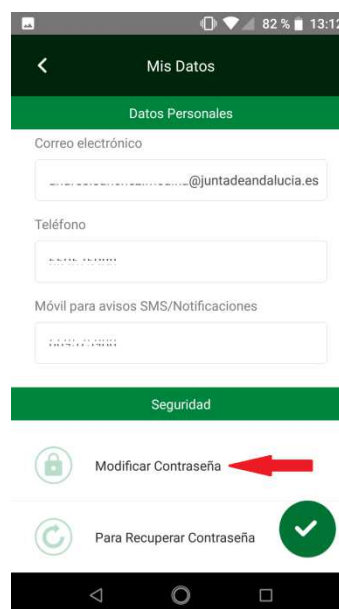 82 % 13:12
Mis Datos
Datos Personales
Correo electrónico
@juntadeandalucia.es
Teléfono
Móvil para avisos SMS/Notificaciones
Seguridad
Modificar Contraseña
Para Recuperar Contraseña